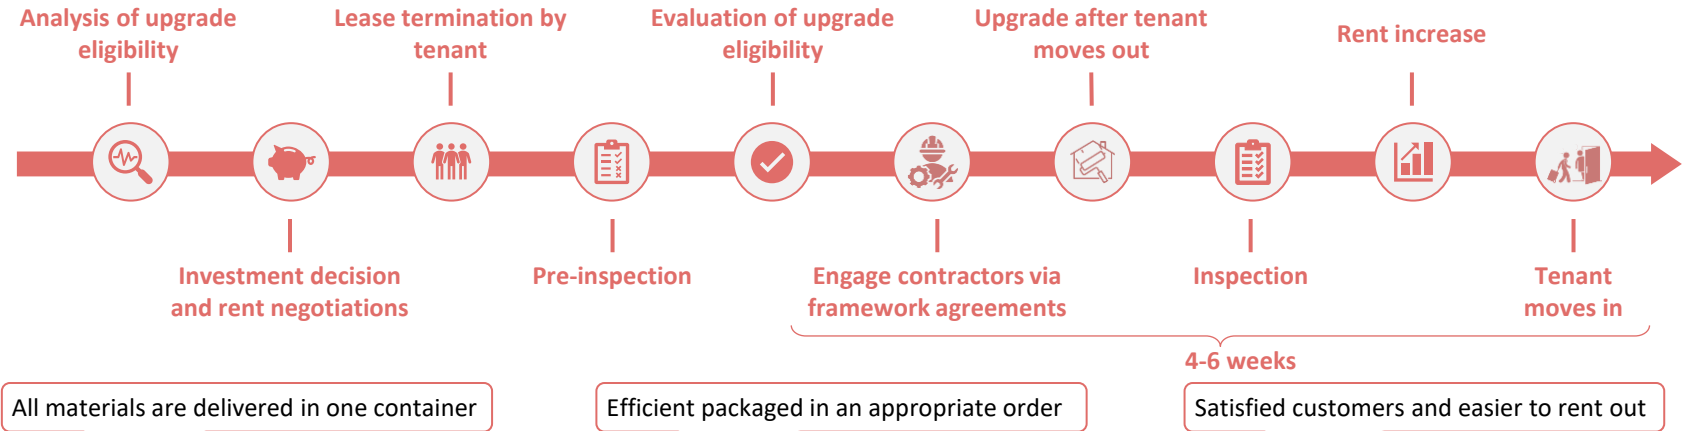 Analysis of upgrade
eligibility
Lease termination by
tenant
Evaluation of upgrade
eligibility
Upgrade after tenant
moves out
Rent increase
Investment decision
and rent negotiations
Pre-inspection
Engage contractors via
framework agreements
Inspection
Tenant
moves in
4-6 weeks
All materials are delivered in one container
Efficient packaged in an appropriate order
Satisfied customers and easier to rent out